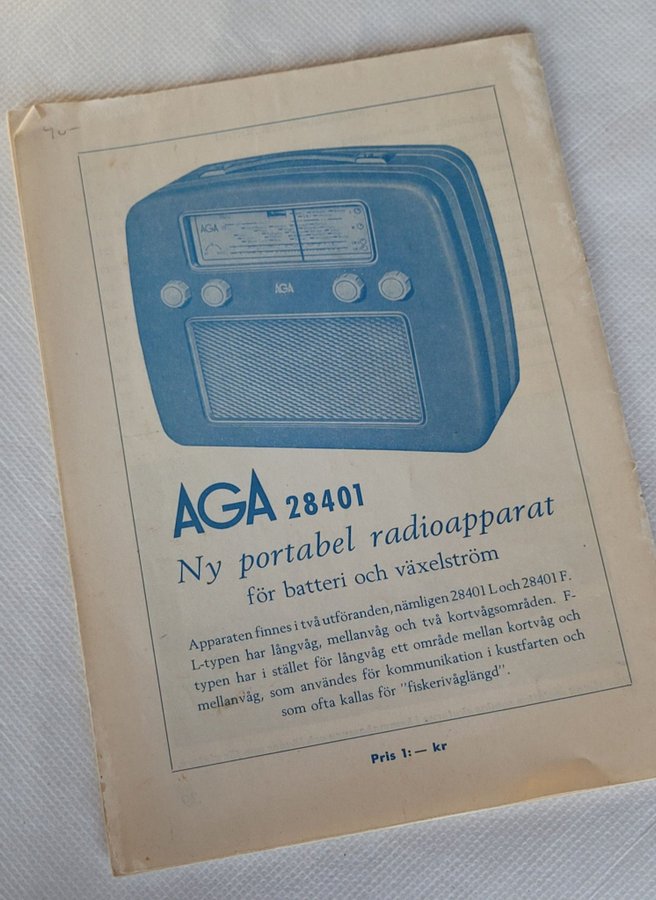 40-
AGA
AGA
AGA 28401
Ny portabel radioapparat
för batteri och växelström
Apparaten finnes i två utföranden, nämligen 28401 L och 28401 F.
L-typen har långvåg, mellanvåg och två kortvågsområden. F-
typen har i stället för långvåg ett område mellan kortvåg och
mellanvåg, som användes för kommunikation i kustfarten och
som ofta kallas för "fiskerivåglängd".
Pris 1:— kr